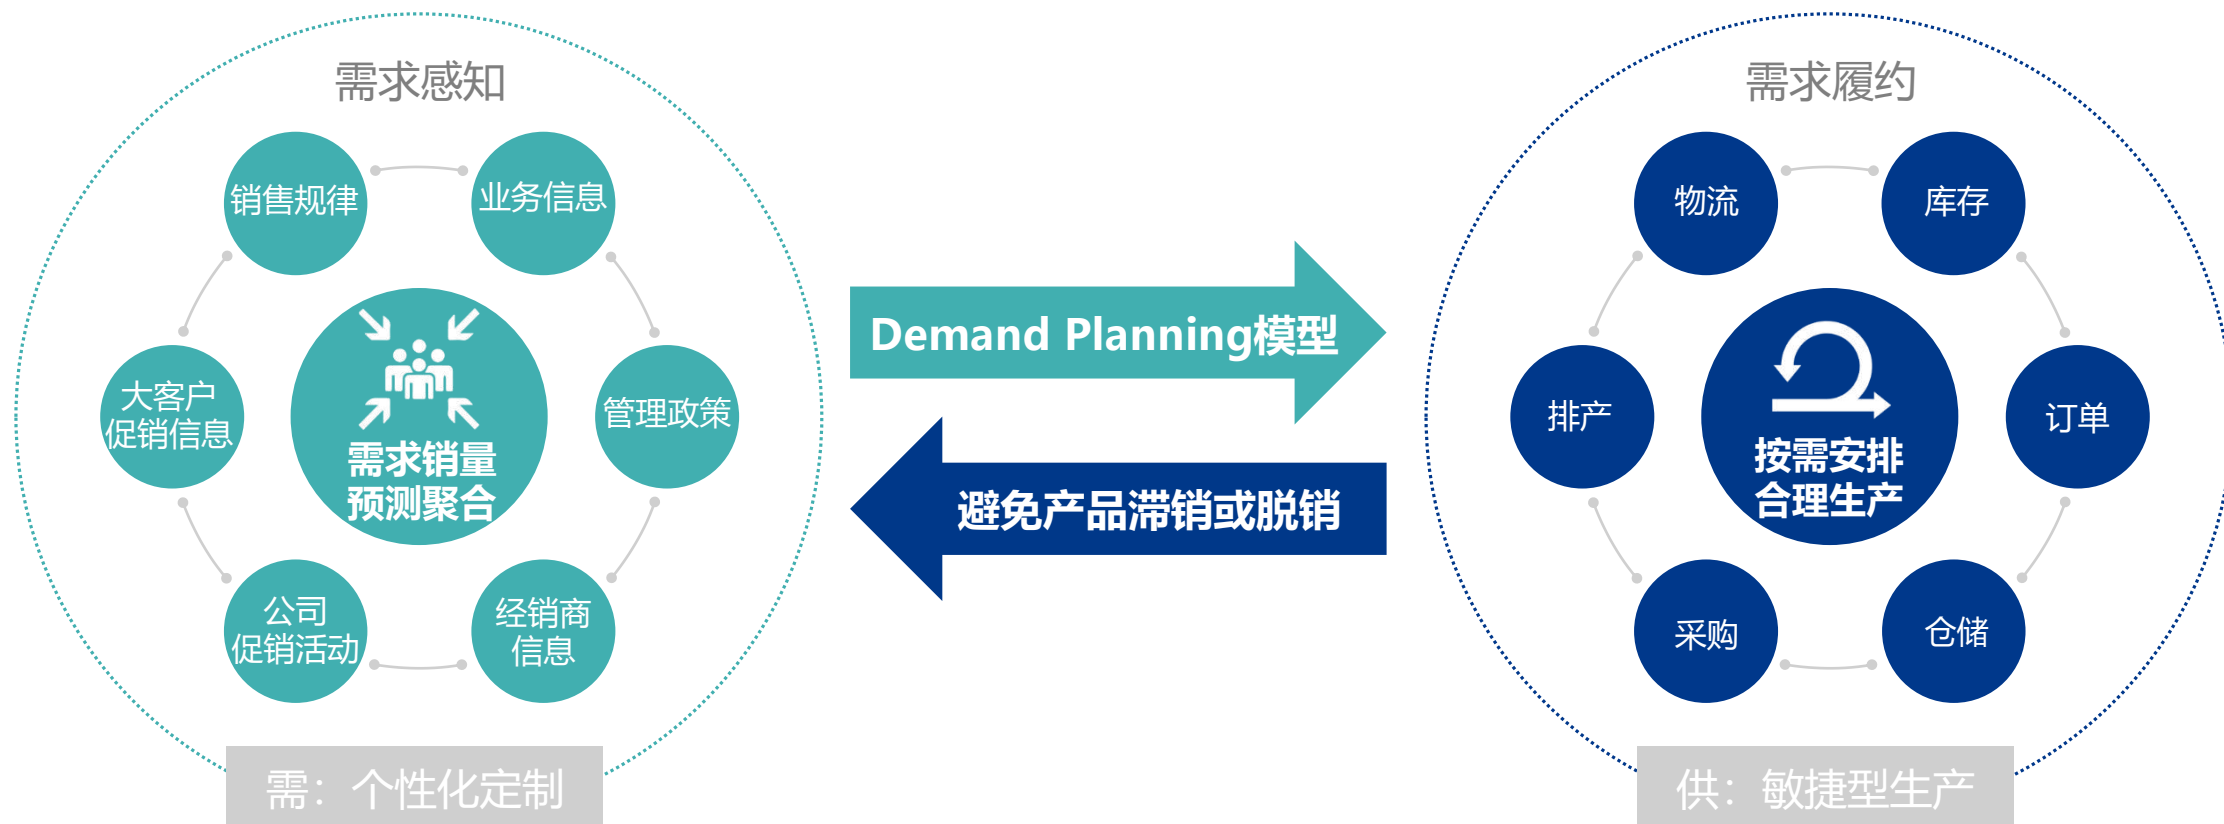 需求感知
销售规律
业务信息
大客户
促销信息
需求销量
预测聚合
管理政策
公司
促销活动
经销商
信息
需：个性化定制
Demand Planning模型
避免产品滞销或脱销
需求履约
物流
库存
排产
按需安排
合理生产
订单
采购
仓储
供：敏捷型生产